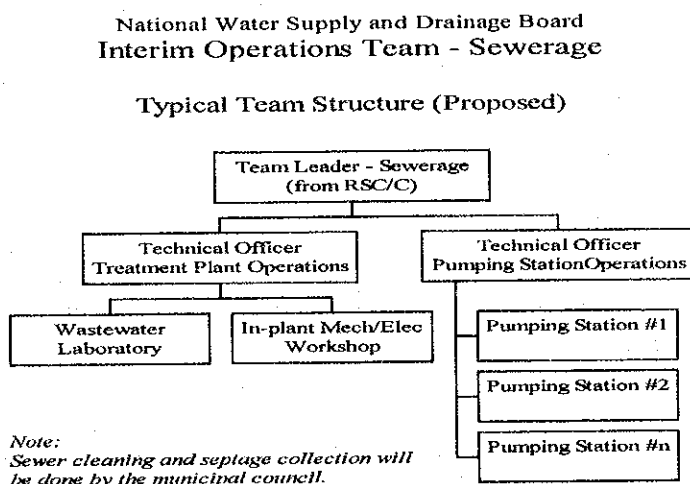 National Water Supply and Drainage Board
Interim Operations Team - Sewerage
Typical Team Structure (Proposed)
Team Leader - Sewerage
(from RSC/C)
Technical Officer
Treatment Plant Operations
Technical Officer
Pumping StationOperations
Wastewater
Laboratory
In-plant Mech/Elec
Workshop
Pumping Station #1
Pumping Station #2
Pumping Station #n
Note:
Sewer cleaning and septage collection will
be done by the municipal council.